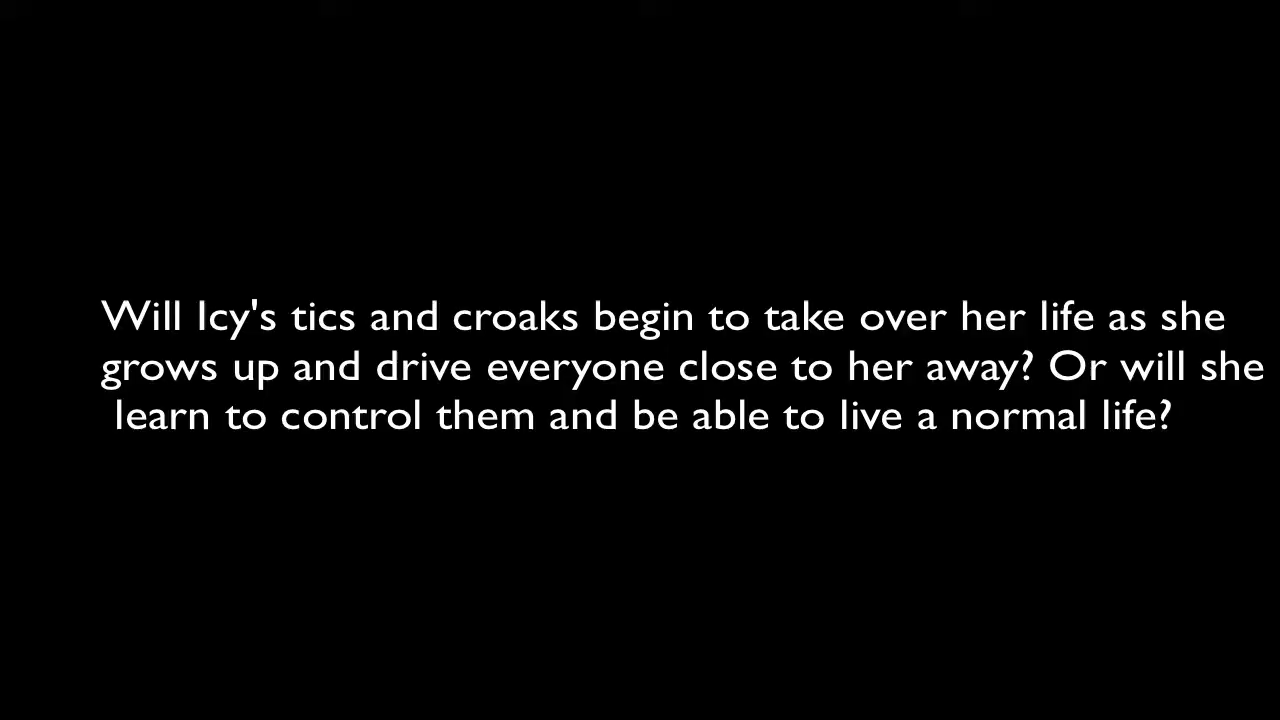 Will Icy's tics and croaks begin to take over her life as she
grows up and drive everyone close to her away? Or will she
learn to control them and be able to live a normal life?